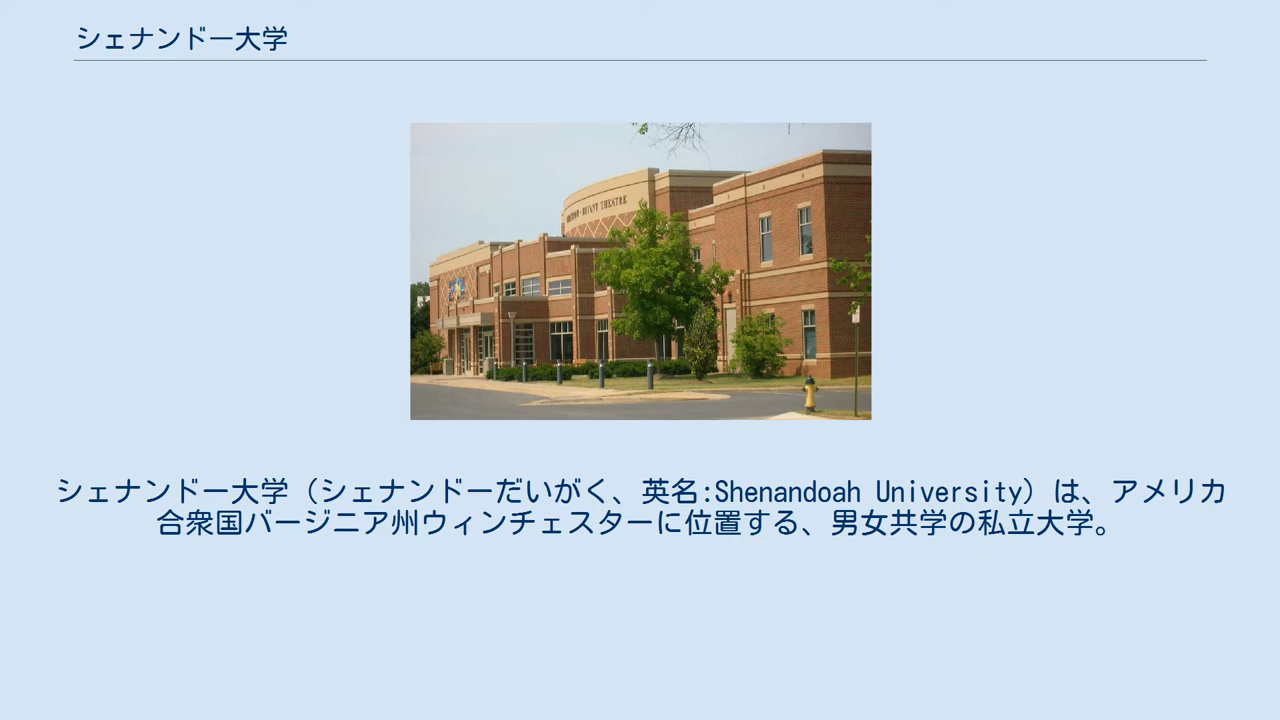 シェナンドー大学
THEATRE
シェナンドー大学（シェナンドーだいがく、英名:Shenandoah University）は、アメリカ
合衆国バージニア州ウィンチェスターに位置する、男女共学の私立大学。